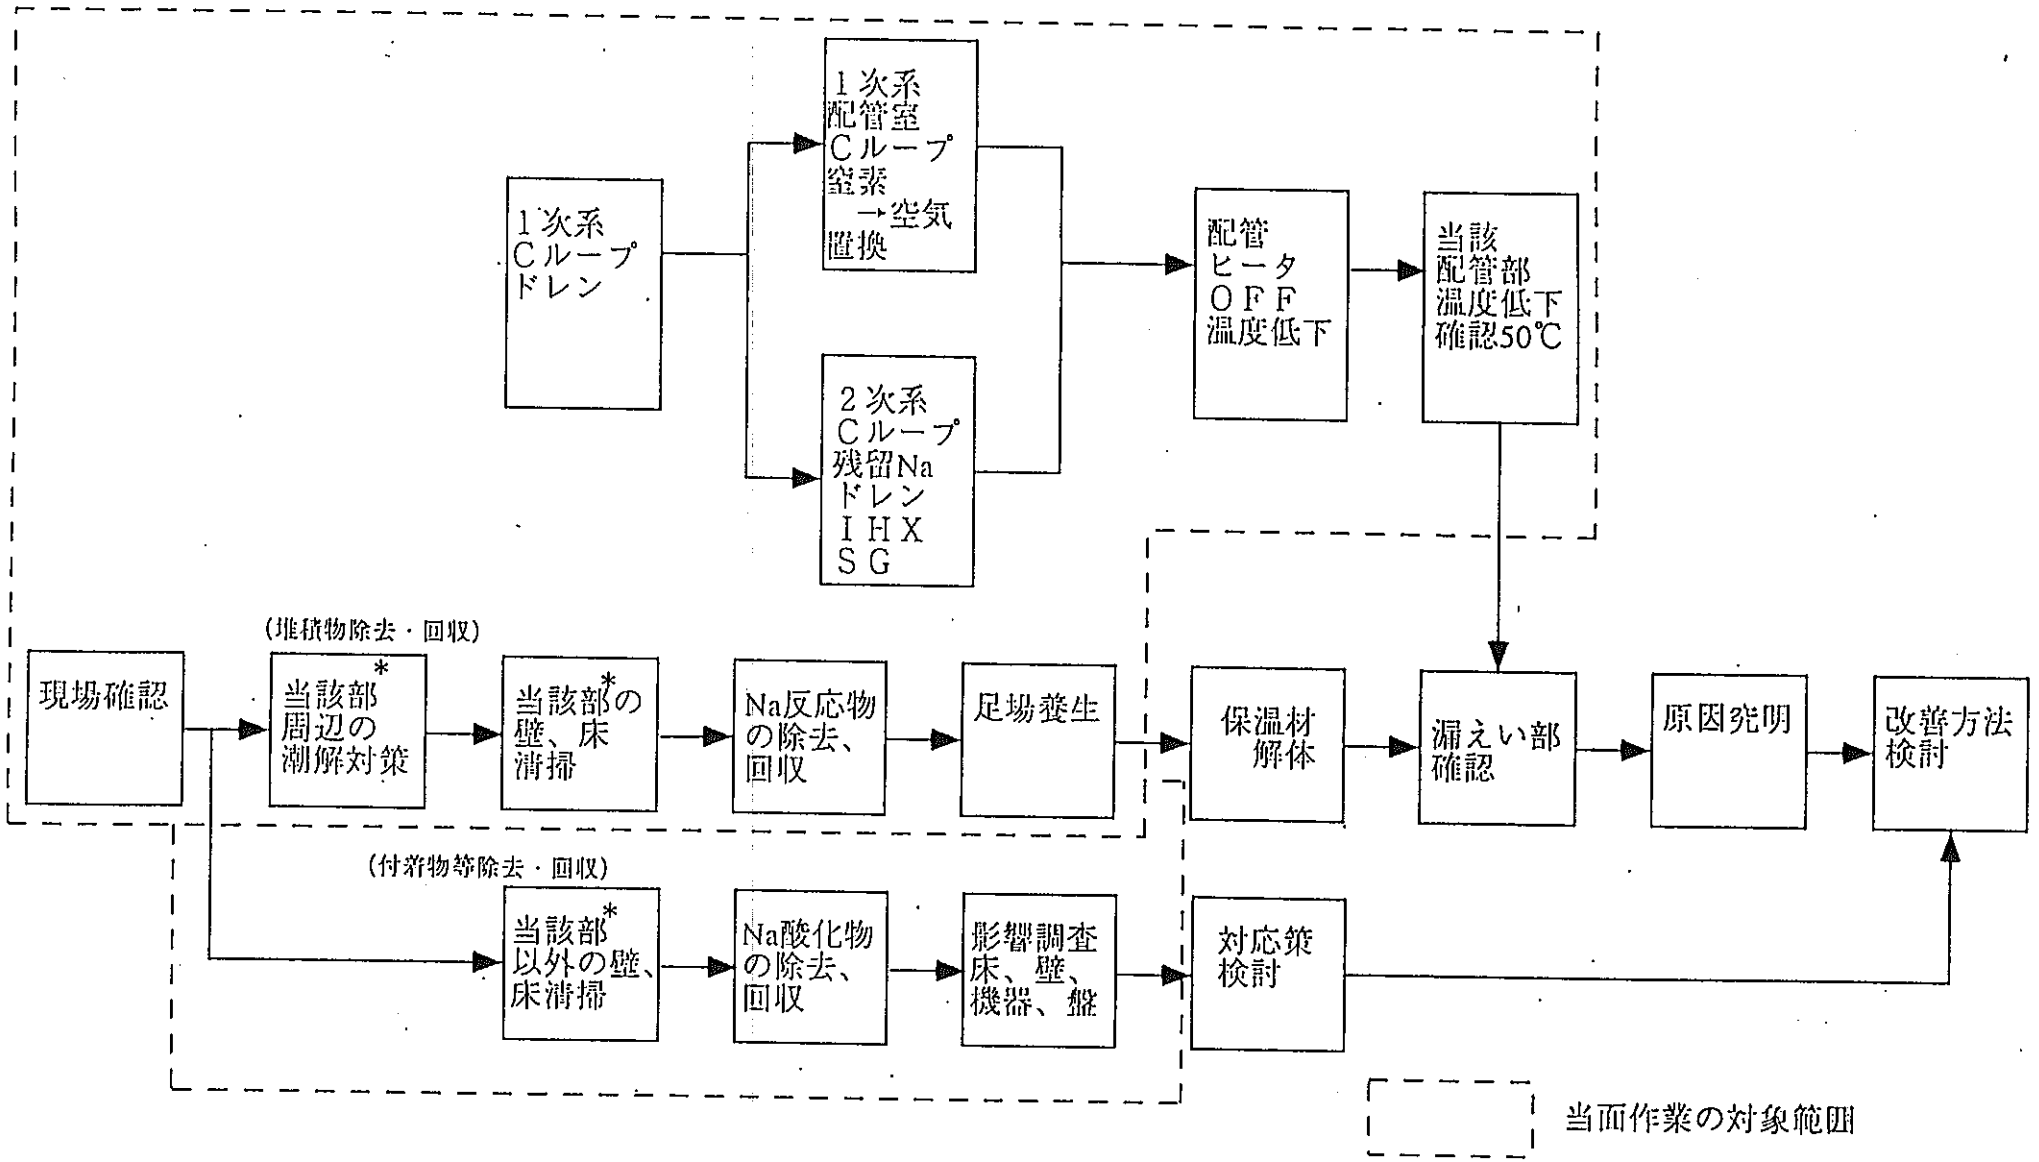 1次系
配管室
Cループ
窒素
→空気
置換
1次系
Cループ
ドレン
配管
ヒータ
OFF
温度低下
当該
配管部
温度低下
確認50℃
2次系
Cループ
残留Na
ドレン
IHX
SG
(堆積物除去・回収)
現場確認
当該部*
周辺の
潮解対策
当該部*の
壁、床
清掃
Na反応物
の除去、
回収
足場養生
保温材
解体
漏えい部
確認
原因究明
改善方法
検討
(付着物等除去・回収)
当該部*
以外の壁、
床清掃
Na酸化物
の除去、
回収
影響調査
床、壁、
機器、盤
対応策
検討
当面作業の対象範囲